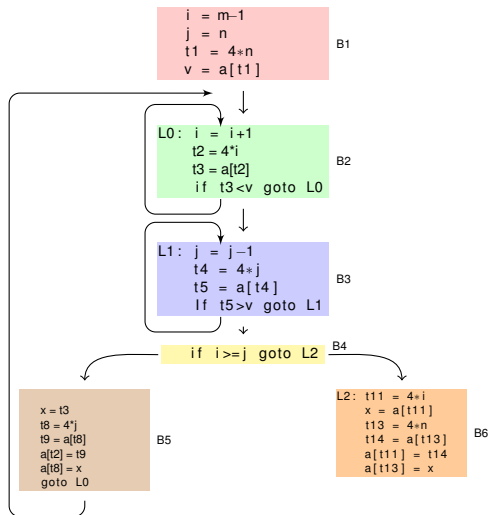 i = m−1
j = n
t1 = 4*n
v = a[t1]
B1
L0: i = i+1
t2 = 4*i
t3 = a[t2]
if t3<v goto L0
B2
L1: j = j−1
t4 = 4*j
t5 = a[t4]
If t5>v goto L1
B3
if i>=j goto L2
B4
x = t3
t8 = 4*j
t9 = a[t8]
a[t2] = t9
a[t8] = x
goto L0
B5
L2: t11 = 4*i
x = a[t11]
t13 = 4*n
t14 = a[t13]
a[t11] = t14
a[t13] = x
B6